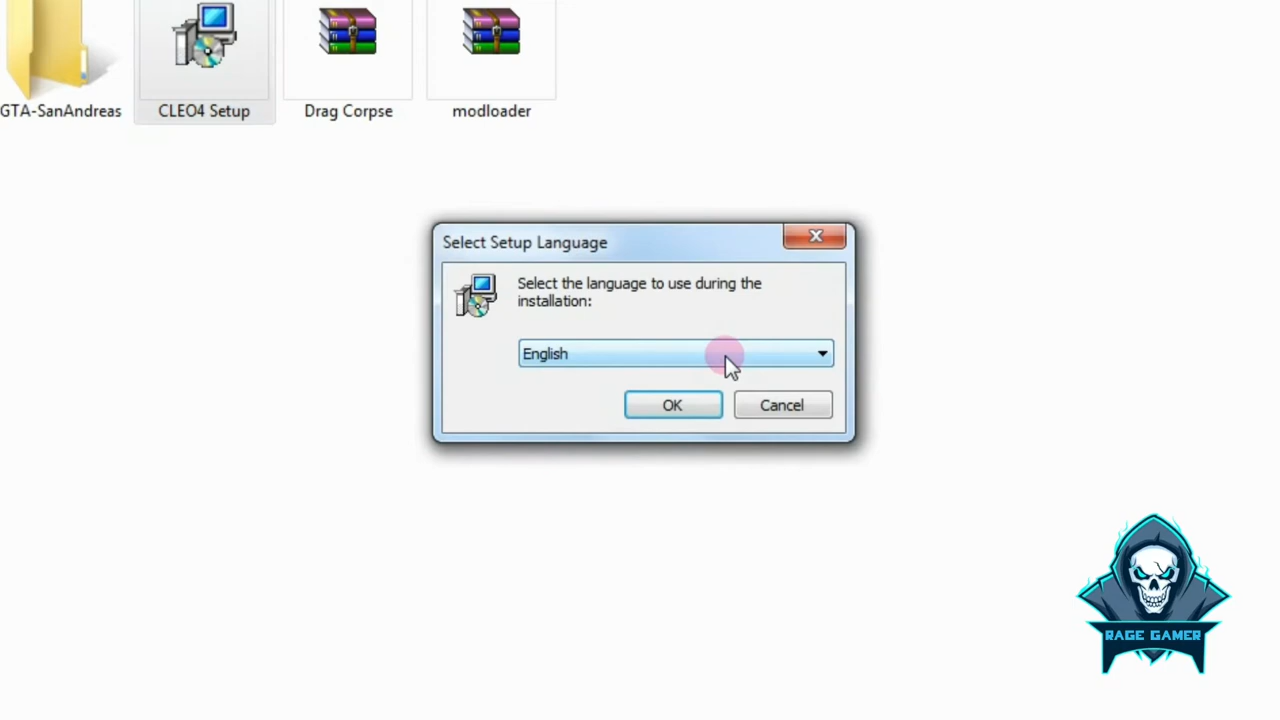 GTA-SanAndreas
CLEO4 Setup
Drag Corpse
modloader
Select Setup Language
Select the language to use during the
installation:
English
OK
Cancel
RAGE GAMER